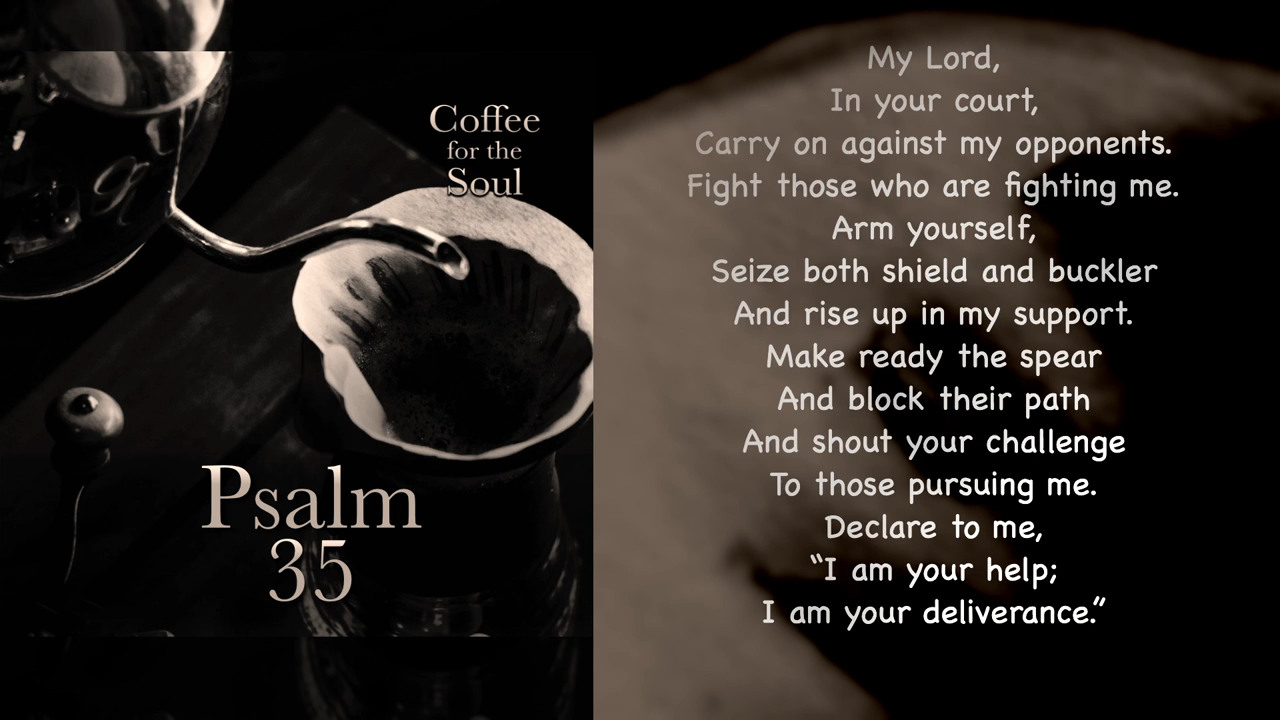 Coffee
for the
Soul
Psalm
35
My Lord,
In your court,
Carry on against my opponents.
Fight those who are fighting me.
Arm yourself,
Seize both shield and buckler
And rise up in my support.
Make ready the spear
And block their path
And shout your challenge
To those pursuing me.
Declare to me,
“I am your help;
I am your deliverance.”